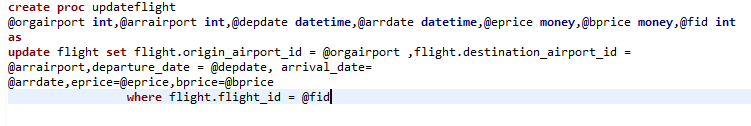 create proc updateflight
@orgairport int,@arrairport int,@depdate datetime,@arrdate datetime,@eprice money,@bprice money,@fid int
as
update flight set flight.origin_airport_id = @orgairport ,flight.destination_airport_id =
@arrairport,departure_date = @depdate, arrival_date=
@arrdate,eprice=@eprice,bprice=@bprice
where flight.flight_id = @fid